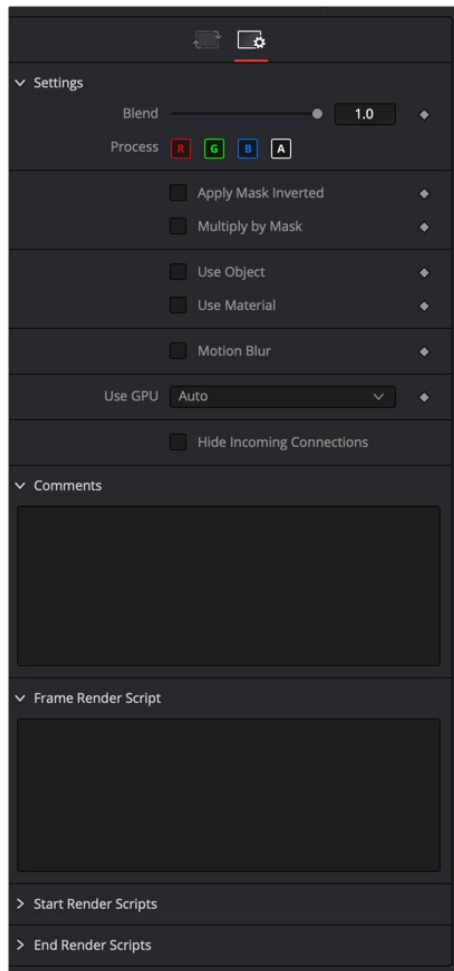 Settings
Blend 1.0
Process R G B A
Apply Mask Inverted
Multiply by Mask
Use Object
Use Material
Motion Blur
Use GPU Auto
Hide Incoming Connections
Comments
Frame Render Script
Start Render Scripts
End Render Scripts